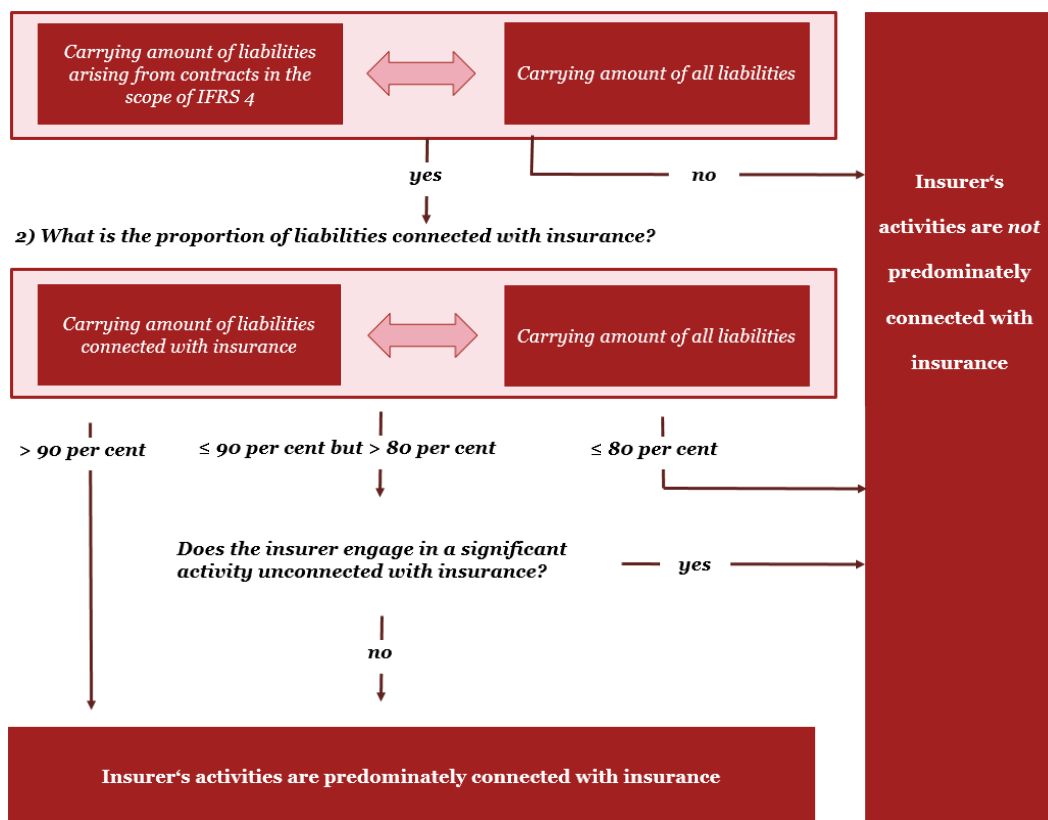 Carrying amount of liabilities
arising from contracts in the
scope of IFRS 4
Carrying amount of all liabilities
yes
no
2) What is the proportion of liabilities connected with insurance?
Carrying amount of liabilities
connected with insurance
Carrying amount of all liabilities
> 90 per cent
≤ 90 per cent but > 80 per cent
≤ 80 per cent
Does the insurer engage in a significant
activity unconnected with insurance?
yes
no
Insurer‘s activities are predominately connected with insurance
Insurer‘s
activities are not
predominately
connected with
insurance